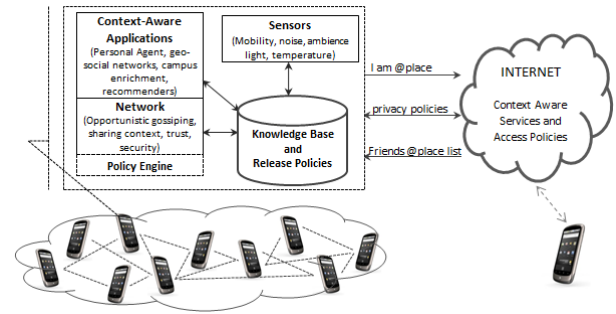 Context-Aware
Applications
(Personal Agent, geo-
social networks, campus
enrichment,
recommenders)
Network
(Opportunistic gossiping,
sharing context, trust,
security)
Policy Engine
Sensors
(Mobility, noise, ambience
light, temperature)
Knowledge Base
and
Release Policies
I am @place
privacy policies
Friends @place list
INTERNET
Context Aware
Services and
Access Policies